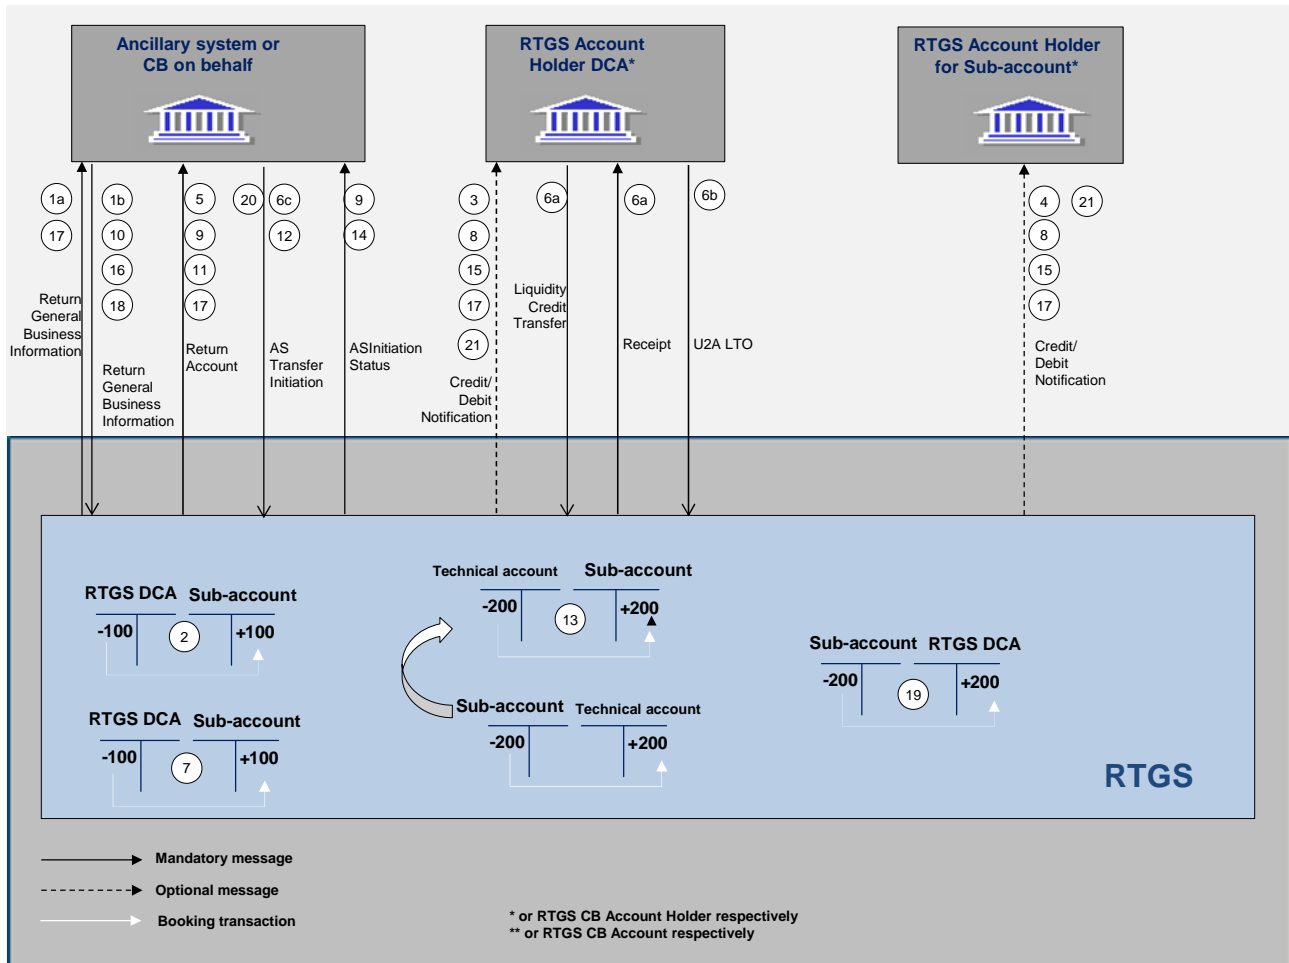 Ancillary system or
CB on behalf
RTGS Account
Holder DCA*
RTGS Account Holder
for Sub-account*
1a
17
1b
10
16
18
5
9
11
17
20
6c
12
9
14
3
8
15
17
21
6a
6a
6b
4
21
8
15
17
Return
General
Business
Information
Return
General
Business
Information
Return
Account
AS
Transfer
Initiation
ASInitiation
Status
Credit/
Debit
Notification
Liquidity
Credit
Transfer
Receipt
U2A LTO
Credit/
Debit
Notification
RTGS DCA Sub-account
-100 2 +100
RTGS DCA Sub-account
-100 7 +100
Technical account Sub-account
-200 13 +200
Sub-account Technical account
-200 +200
Sub-account RTGS DCA
-200 19 +200
RTGS
Mandatory message
Optional message
Booking transaction
* or RTGS CB Account Holder respectively
** or RTGS CB Account respectively